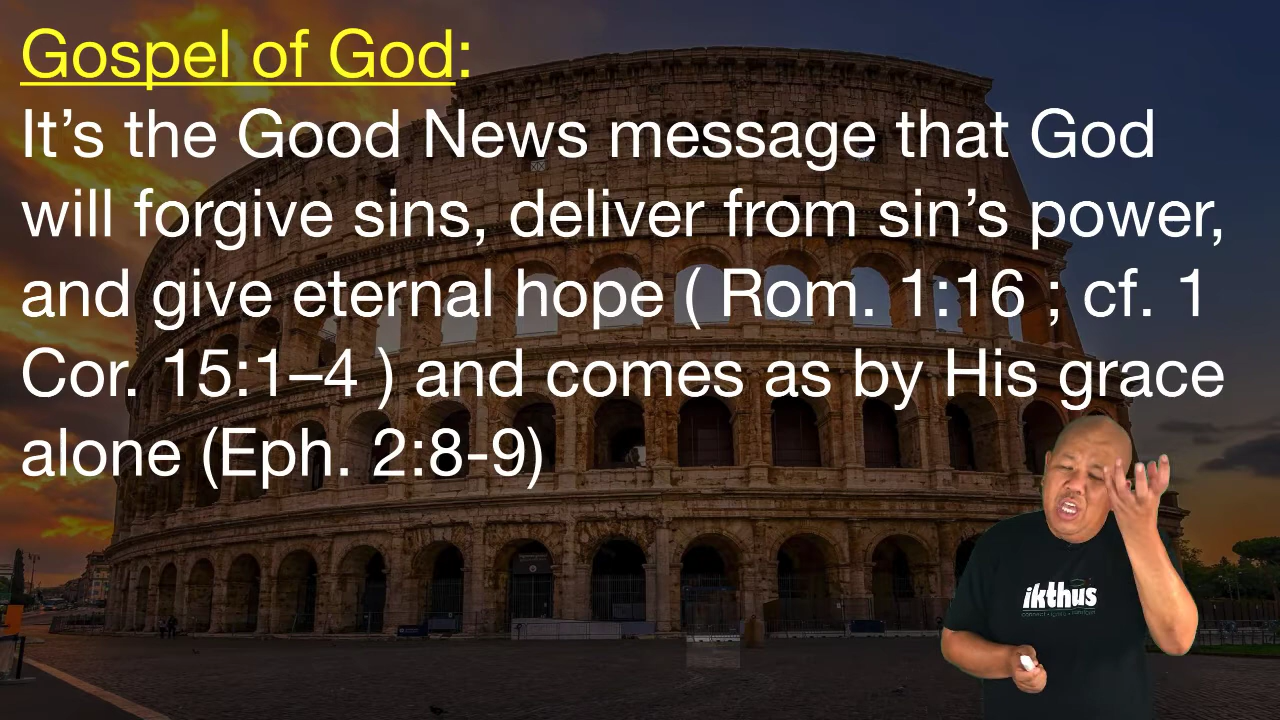 Gospel of God:
It’s the Good News message that God
will forgive sins, deliver from sin’s power,
and give eternal hope ( Rom. 1:16 ; cf. 1
Cor. 15:1–4 ) and comes as by His grace
alone (Eph. 2:8-9)
ikthus